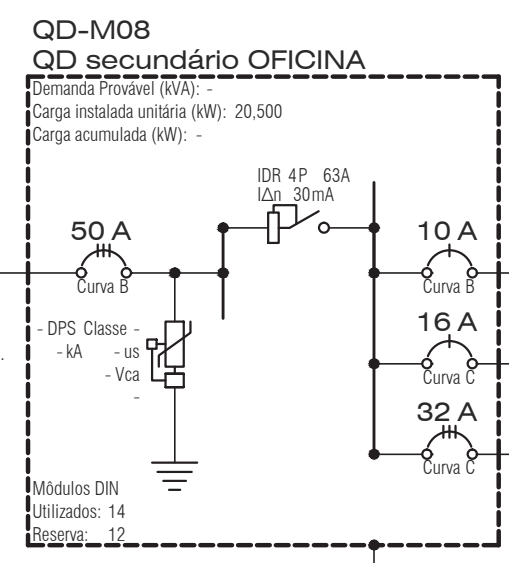 QD-M08
QD secundário OFICINA
Demanda Provável (kVA): -
Carga instalada unitária (kW): 20,500
Carga acumulada (kW): -
IDR 4P 63A
IΔn 30mA
50 A
Curva B
10 A
Curva B
- DPS Classe -
- kA - us
- Vca
-
.
16 A
Curva C
32 A
Curva C
Módulos DIN
Utilizados: 14
Reserva: 12